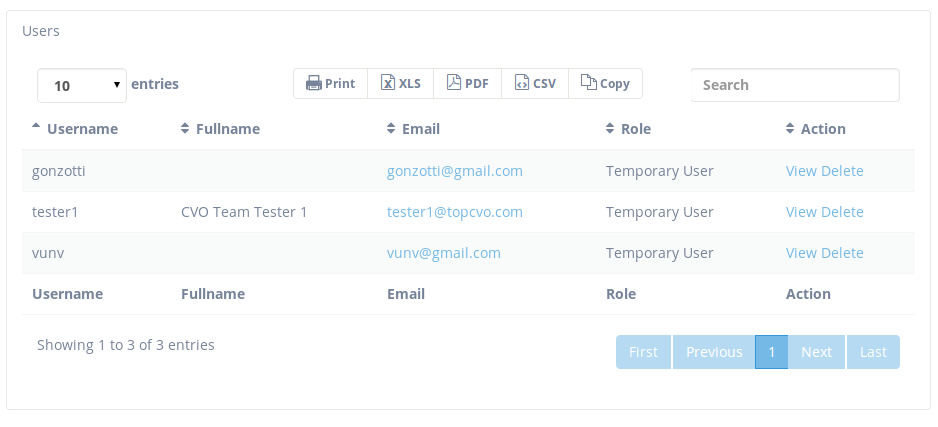 Users
10 entries Print XLS PDF CSV Copy Search
Username Fullname Email Role Action
gonzotti gonzotti@gmail.com Temporary User View Delete
tester1 CVO Team Tester 1 tester1@topcvo.com Temporary User View Delete
vunv vunv@gmail.com Temporary User View Delete
Username Fullname Email Role Action
Showing 1 to 3 of 3 entries First Previous 1 Next Last